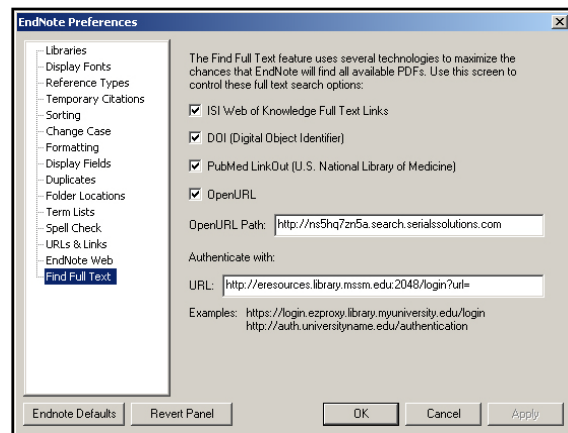 EndNote Preferences
Libraries
Display Fonts
Reference Types
Temporary Citations
Sorting
Change Case
Formatting
Display Fields
Duplicates
Folder Locations
Term Lists
Spell Check
URLs & Links
EndNote Web
Find Full Text
The Find Full Text feature uses several technologies to maximize the
chances that EndNote will find all available PDFs. Use this screen to
control these full text search options:
ISI Web of Knowledge Full Text Links
DOI (Digital Object Identifier)
PubMed LinkOut (U.S. National Library of Medicine)
OpenURL
OpenURL Path: http://ns5hq7zn5a.search.serialssolutions.com
Authenticate with:
URL: http://eresources.library.mssm.edu:2048/login?url=
Examples: https://login.ezproxy.library.myuniversity.edu/login
http://auth.universityname.edu/authentication
Endnote Defaults
Revert Panel
OK
Cancel
Apply